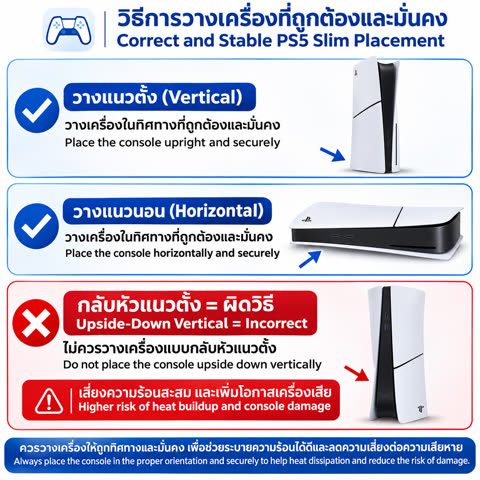 วิธีการวางเครื่องที่ถูกต้องและมั่นคง
Correct and Stable PS5 Slim Placement
วางแนวตั้ง (Vertical)
วางเครื่องในทิศทางที่ถูกต้องและมั่นคง
Place the console upright and securely
วางแนวนอน (Horizontal)
วางเครื่องในทิศทางที่ถูกต้องและมั่นคง
Place the console horizontally and securely
กลับหัวแนวตั้ง = ผิดวิธี
Upside-Down Vertical = Incorrect
ไม่ควรวางเครื่องแบบกลับหัวแนวตั้ง
Do not place the console upside down vertically
เสี่ยงความร้อนสะสม และเพิ่มโอกาสเครื่องเสีย
Higher risk of heat buildup and console damage
ควรวางเครื่องให้ถูกทิศทางและมั่นคง เพื่อช่วยระบายความร้อนได้ดีและลดความเสี่ยงต่อความเสียหาย
Always place the console in the proper orientation and securely to help heat dissipation and reduce the risk of damage.